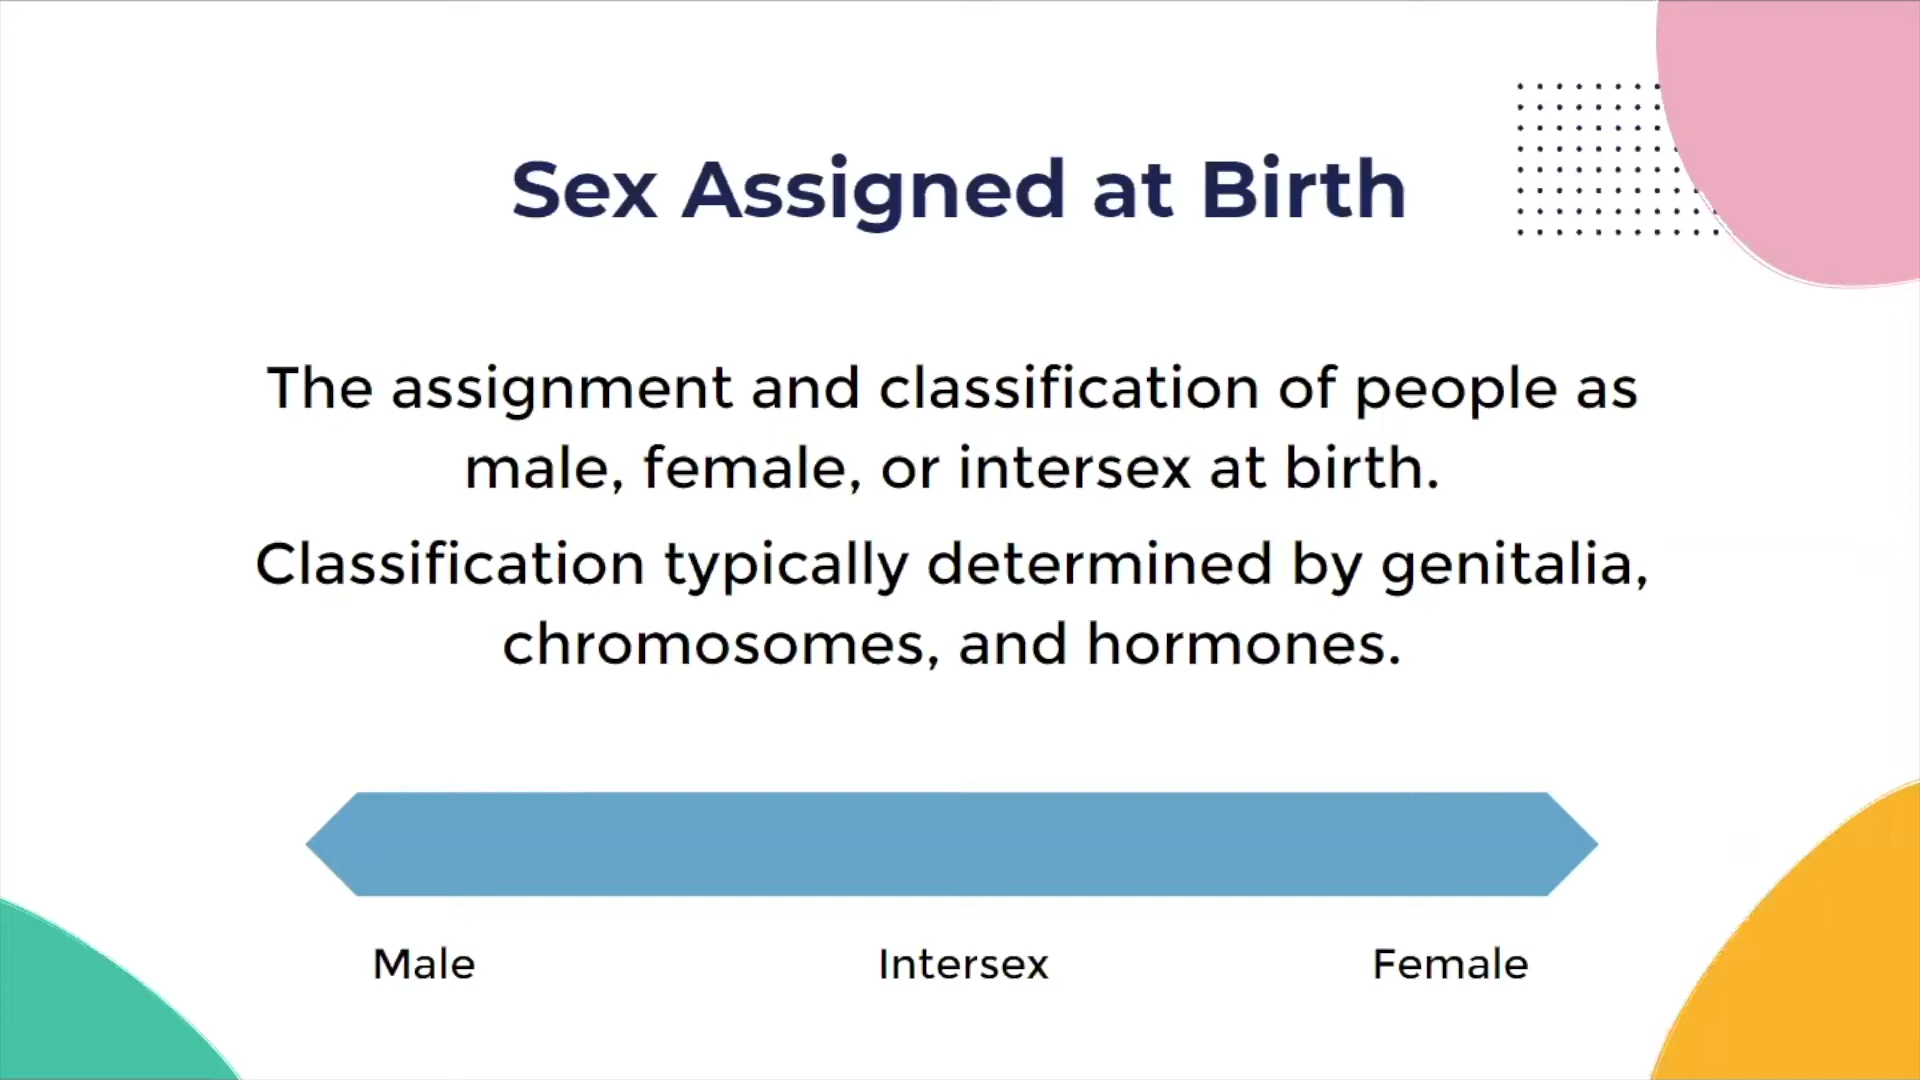 Sex Assigned at Birth
The assignment and classification of people as
male, female, or intersex at birth.
Classification typically determined by genitalia,
chromosomes, and hormones.
Male Intersex Female